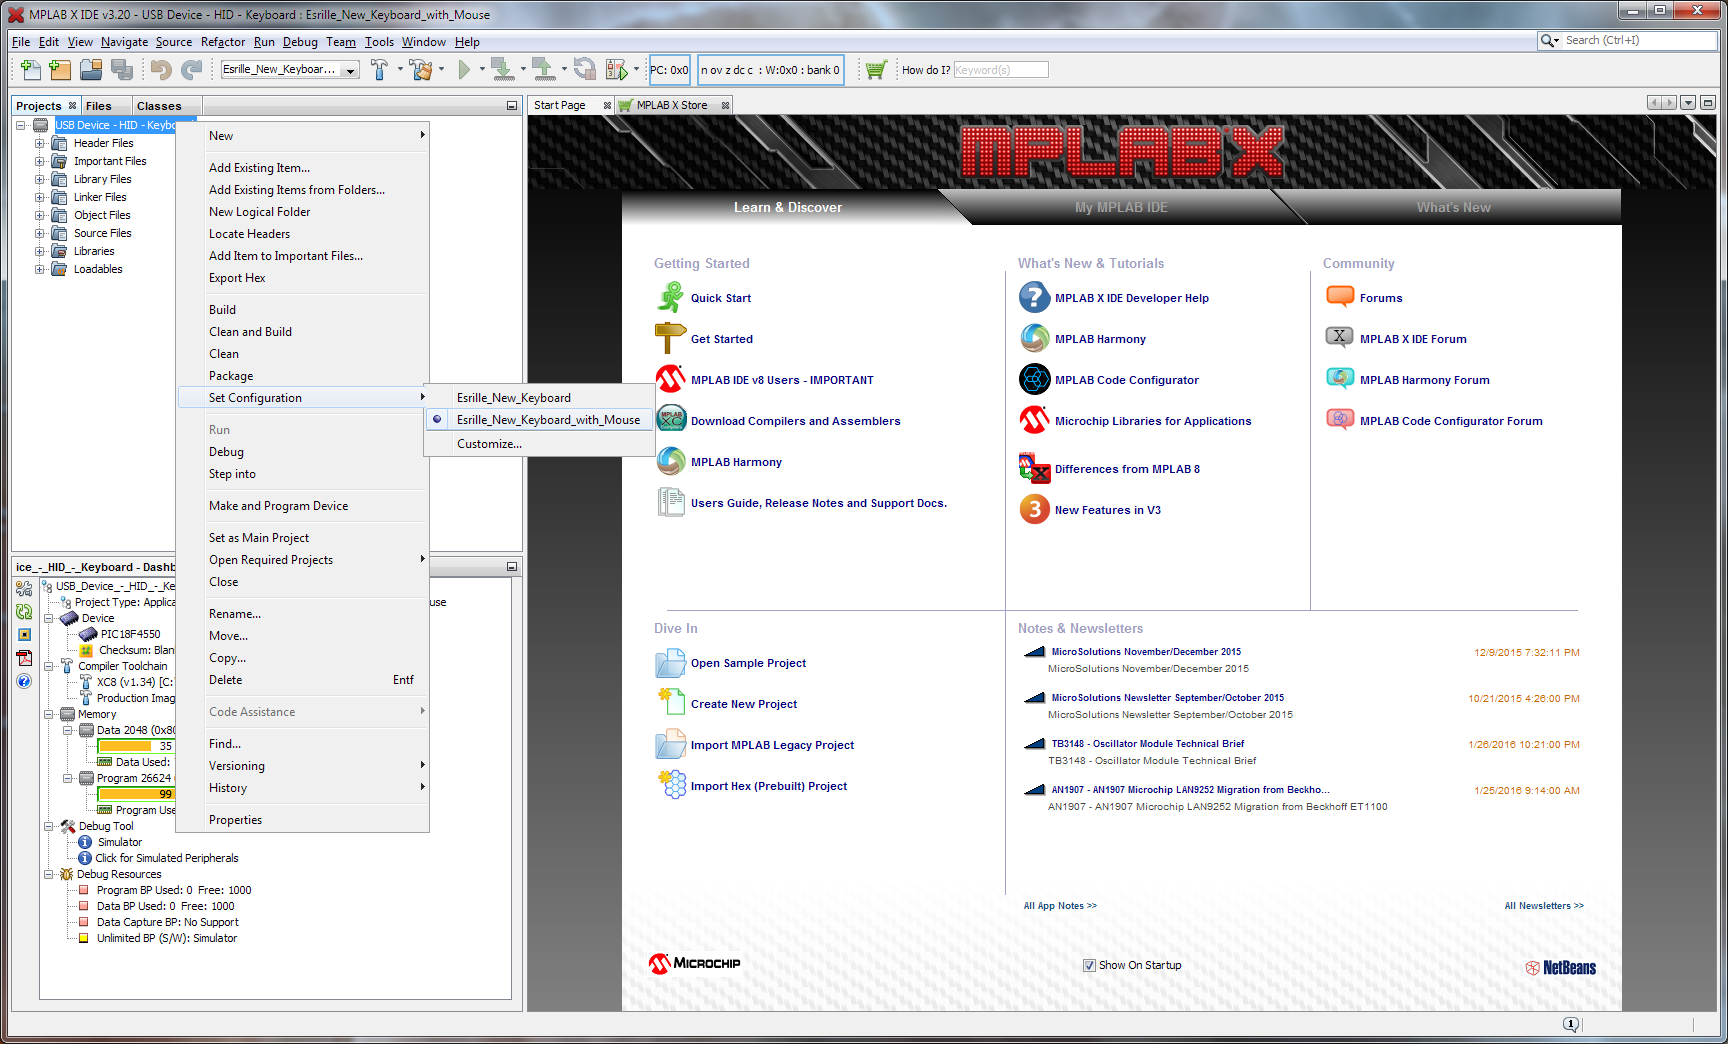 MPLAB X IDE v3.20 - USB Device - HID - Keyboard : Esrille_New_Keyboard_with_Mouse
File Edit View Navigate Source Refactor Run Debug Team Tools Window Help
Search (Ctrl+I)
Esrille_New_Keyboar...
PC: 0x0
n ov z dc c : W:0x0 : bank 0
How do I? Keyword(s)
Projects Files Classes
USB Device - HID - Keybo
Header Files
Important Files
Library Files
Linker Files
Object Files
Source Files
Libraries
Loadables
New
Add Existing Item...
Add Existing Items from Folders...
New Logical Folder
Locate Headers
Add Item to Important Files...
Export Hex
Build
Clean and Build
Clean
Package
Set Configuration
Run
Debug
Step into
Make and Program Device
Set as Main Project
Open Required Projects
Close
Rename...
Move...
Copy...
Delete Entf
Code Assistance
Find...
Versioning
History
Properties
Esrille_New_Keyboard
Esrille_New_Keyboard_with_Mouse
Customize...
ice_-_HID_-_Keyboard - Dashb
USB_Device_-_HID_-_Ke
Project Type: Applica
use
Device
PIC18F4550
Checksum: Blan
Compiler Toolchain
XC8 (v1.34) [C:
Production Imag
Memory
Data 2048 (0x80
35
Data Used:
Program 26624
99
Program Use
Debug Tool
Simulator
Click for Simulated Peripherals
Debug Resources
Program BP Used: 0 Free: 1000
Data BP Used: 0 Free: 1000
Data Capture BP: No Support
Unlimited BP (S/W): Simulator
Start Page MPLAB X Store
MPLAB X
Learn & Discover
My MPLAB IDE
What's New
Getting Started
Quick Start
Get Started
MPLAB IDE v8 Users - IMPORTANT
MPLAB XC
Download Compilers and Assemblers
MPLAB Harmony
Users Guide, Release Notes and Support Docs.
What's New & Tutorials
?
MPLAB X IDE Developer Help
MPLAB Harmony
MPLAB Code Configurator
Microchip Libraries for Applications
Differences from MPLAB 8
3
New Features in V3
Community
Forums
X
MPLAB X IDE Forum
MPLAB Harmony Forum
MPLAB Code Configurator Forum
Dive In
Open Sample Project
Create New Project
Import MPLAB Legacy Project
Import Hex (Prebuilt) Project
Notes & Newsletters
MicroSolutions November/December 2015 12/9/2015 7:32:11 PM
MicroSolutions November/December 2015
MicroSolutions Newsletter September/October 2015 10/21/2015 4:26:00 PM
MicroSolutions Newsletter September/October 2015
TB3148 - Oscillator Module Technical Brief 1/26/2016 10:21:00 PM
TB3148 - Oscillator Module Technical Brief
AN1907 - AN1907 Microchip LAN9252 Migration from Beckho... 1/25/2016 9:14:00 AM
AN1907 - AN1907 Microchip LAN9252 Migration from Beckhoff ET1100
All App Notes >>
All Newsletters >>
MICROCHIP
Show On Startup
NetBeans
1